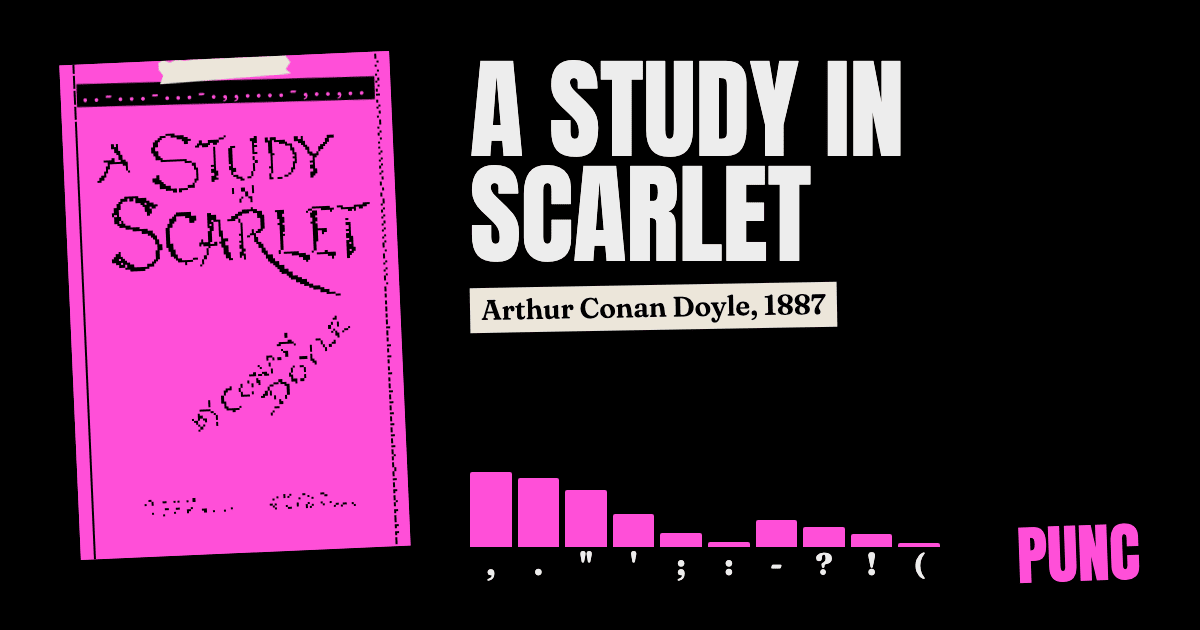 A STUDY
IN
SCARLET
BY CONAN
DOYLE
A STUDY IN
SCARLET
Arthur Conan Doyle, 1887
, . " ' ; : - ? ! (
PUNC